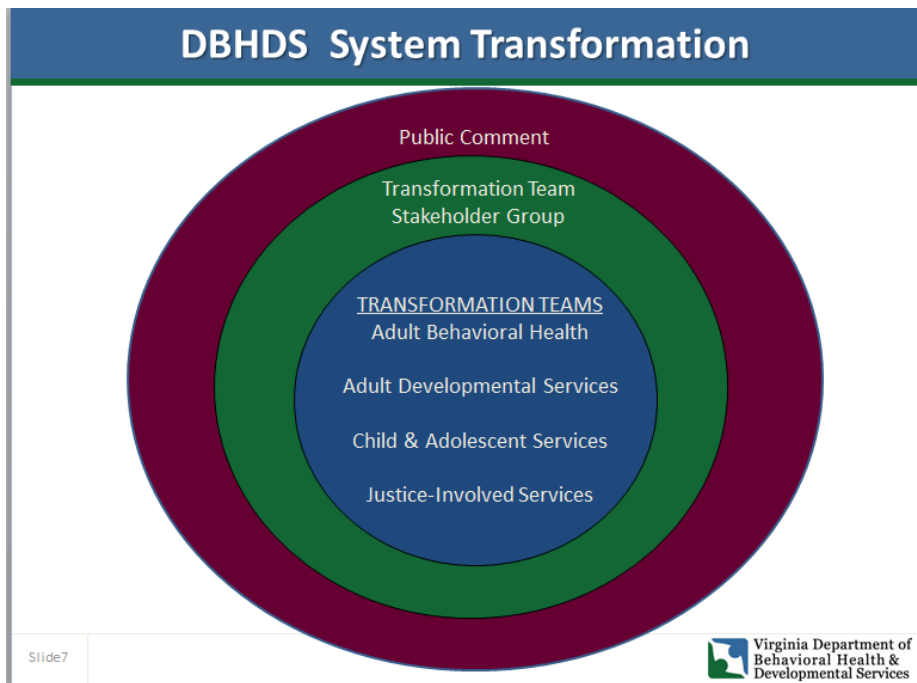 DBHDS System Transformation
Public Comment
Transformation Team
Stakeholder Group
TRANSFORMATION TEAMS
Adult Behavioral Health
Adult Developmental Services
Child & Adolescent Services
Justice-Involved Services
Slide7
Virginia Department of
Behavioral Health &
Developmental Services